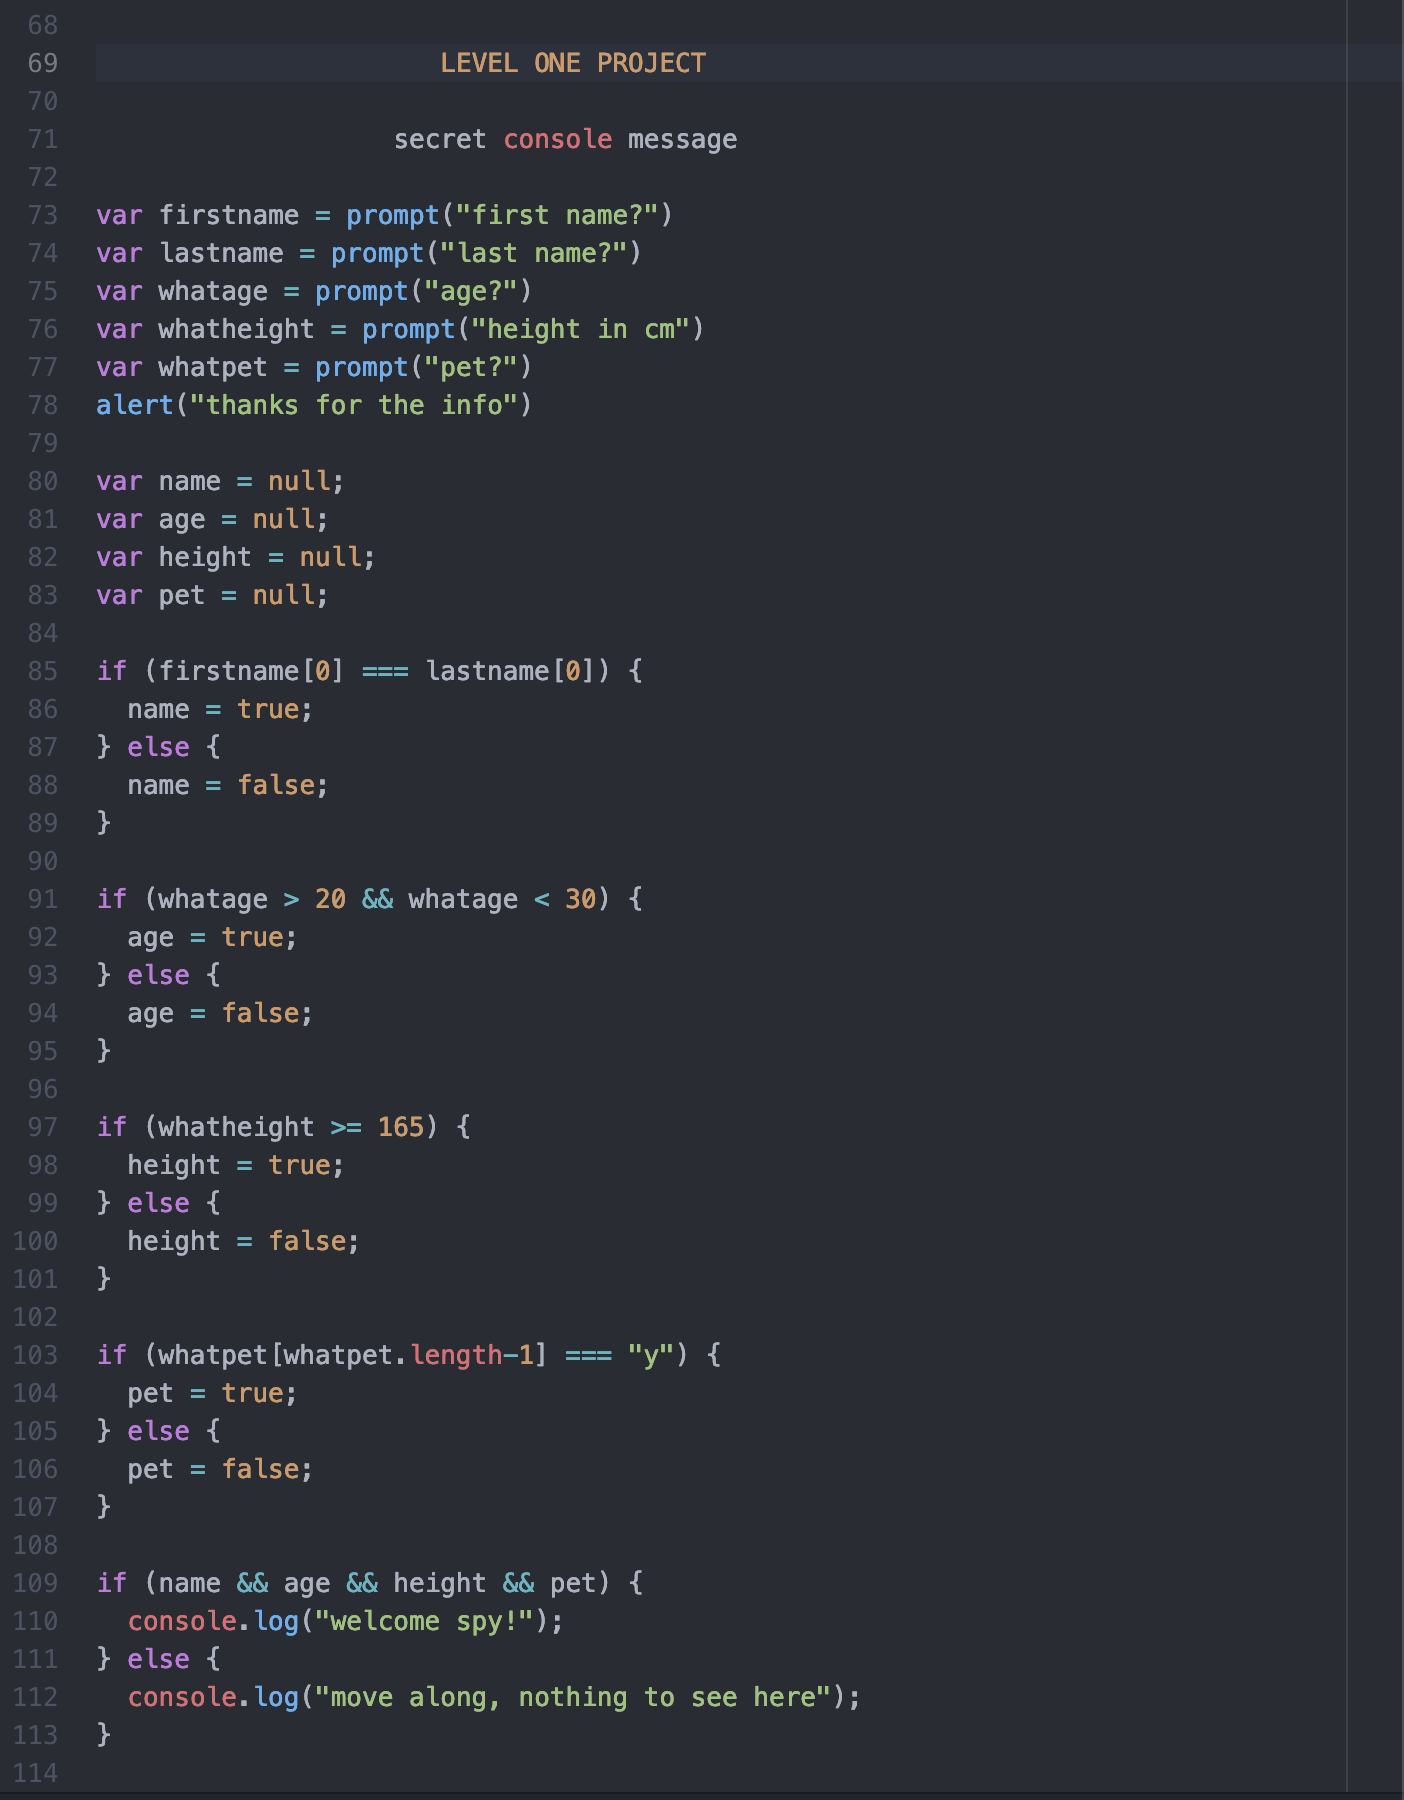 68
69 LEVEL ONE PROJECT
70
71 secret console message
72
73 var firstname = prompt("first name?")
74 var lastname = prompt("last name?")
75 var whatage = prompt("age?")
76 var whatheight = prompt("height in cm")
77 var whatpet = prompt("pet?")
78 alert("thanks for the info")
79
80 var name = null;
81 var age = null;
82 var height = null;
83 var pet = null;
84
85 if (firstname[0] === lastname[0]) {
86   name = true;
87 } else {
88   name = false;
89 }
90
91 if (whatage > 20 && whatage < 30) {
92   age = true;
93 } else {
94   age = false;
95 }
96
97 if (whatheight >= 165) {
98   height = true;
99 } else {
100   height = false;
101 }
102
103 if (whatpet[whatpet.length-1] === "y") {
104   pet = true;
105 } else {
106   pet = false;
107 }
108
109 if (name && age && height && pet) {
110   console.log("welcome spy!");
111 } else {
112   console.log("move along, nothing to see here");
113 }
114